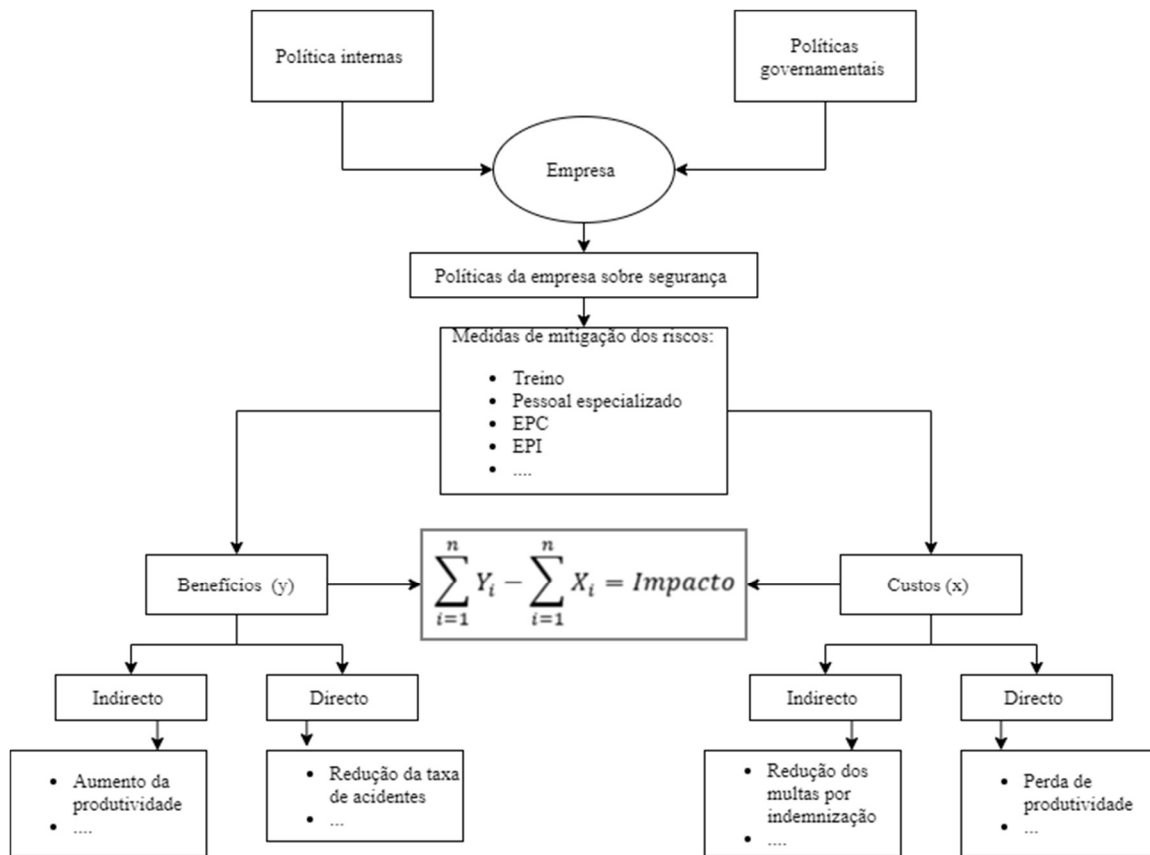 Política internas
Políticas
governamentais
Empresa
Políticas da empresa sobre segurança
Medidas de mitigação dos riscos:
• Treino
• Pessoal especializado
• EPC
• EPI
• ....
Benefícios (y)
\sum_{i=1}^{n} Y_i - \sum_{i=1}^{n} X_i = Impacto
Custos (x)
Indirecto
Directo
Indirecto
Directo
• Aumento da
produtividade
• ....
• Redução da taxa
de acidentes
• ...
• Redução dos
multas por
indemnização
• ....
• Perda de
produtividade
• ...